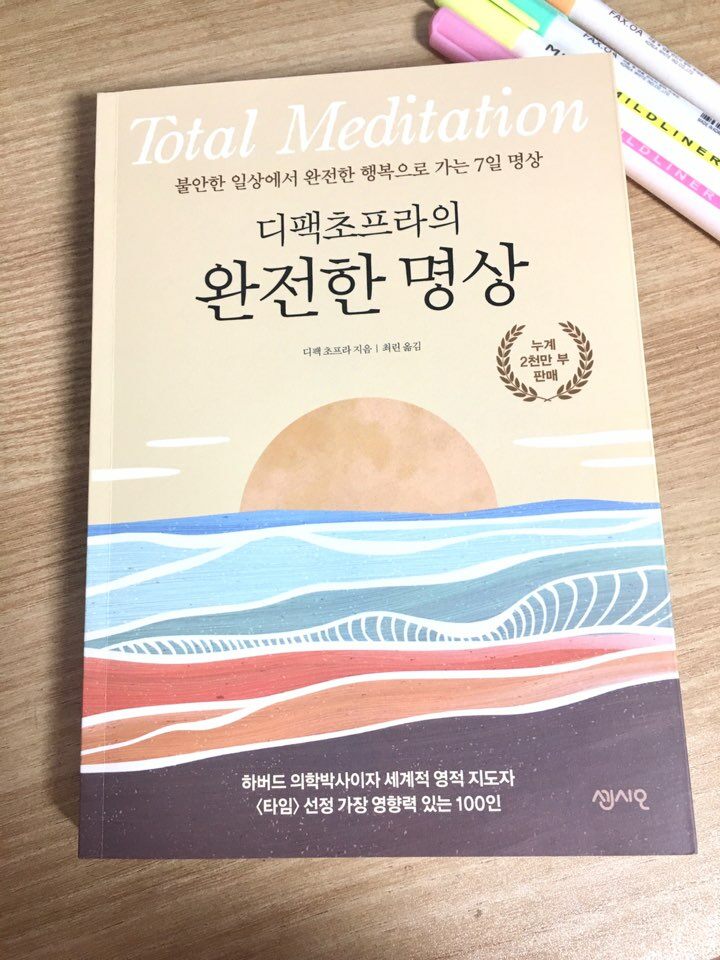 Total Meditation
불안한 일상에서 완전한 행복으로 가는 7일 명상
디팩초프라의
완전한 명상
디팩 초프라 지음 | 최린 옮김
누계
2천만 부
판매
하버드 의학박사이자 세계적 영적 지도자
〈타임〉 선정 가장 영향력 있는 100인
센시오
MILDLINER
MILDLINER